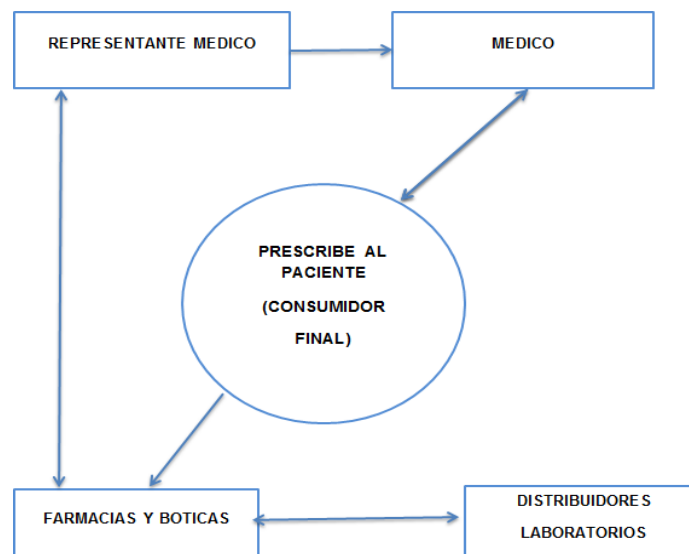 REPRESENTANTE MEDICO
MEDICO
PRESCRIBE AL
PACIENTE
(CONSUMIDOR
FINAL)
FARMACIAS Y BOTICAS
DISTRIBUIDORES
LABORATORIOS